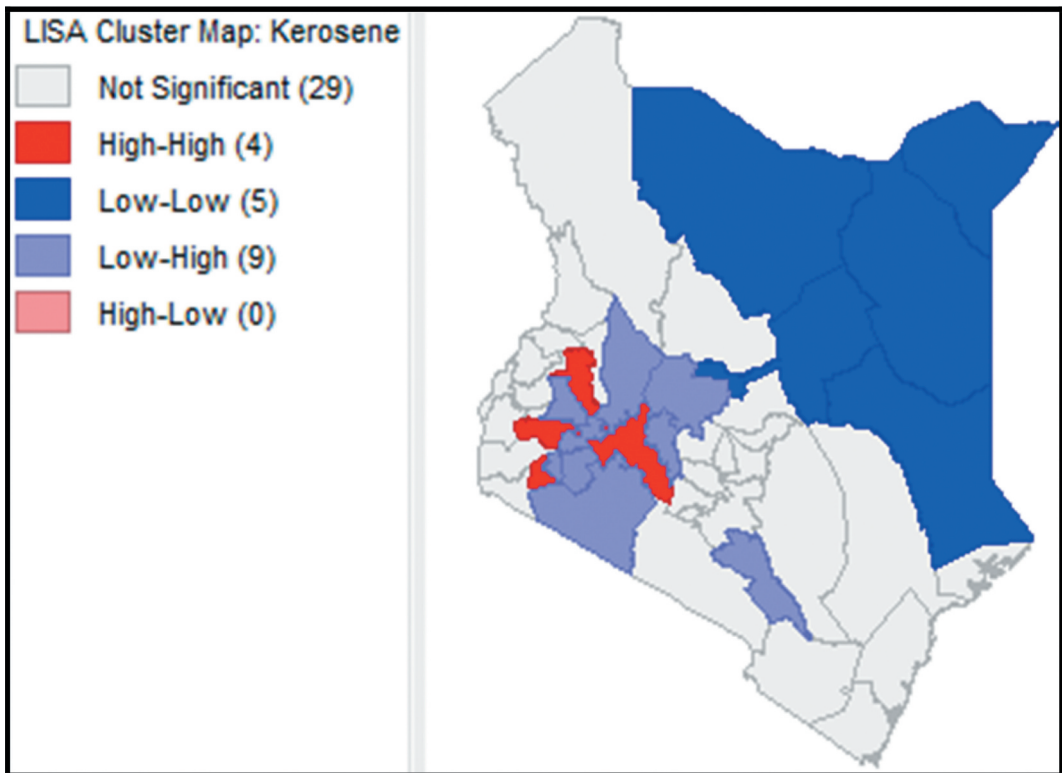 LISA Cluster Map: Kerosene
Not Significant (29)
High-High (4)
Low-Low (5)
Low-High (9)
High-Low (0)